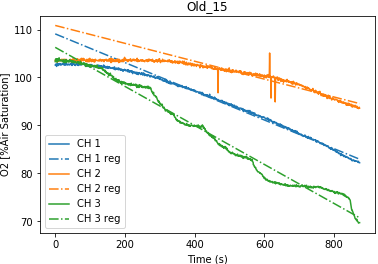 Old_15
O2 [%Air Saturation]
110
100
90
80
70
CH 1
CH 1 reg
CH 2
CH 2 reg
CH 3
CH 3 reg
0 200 400 600 800
Time (s)